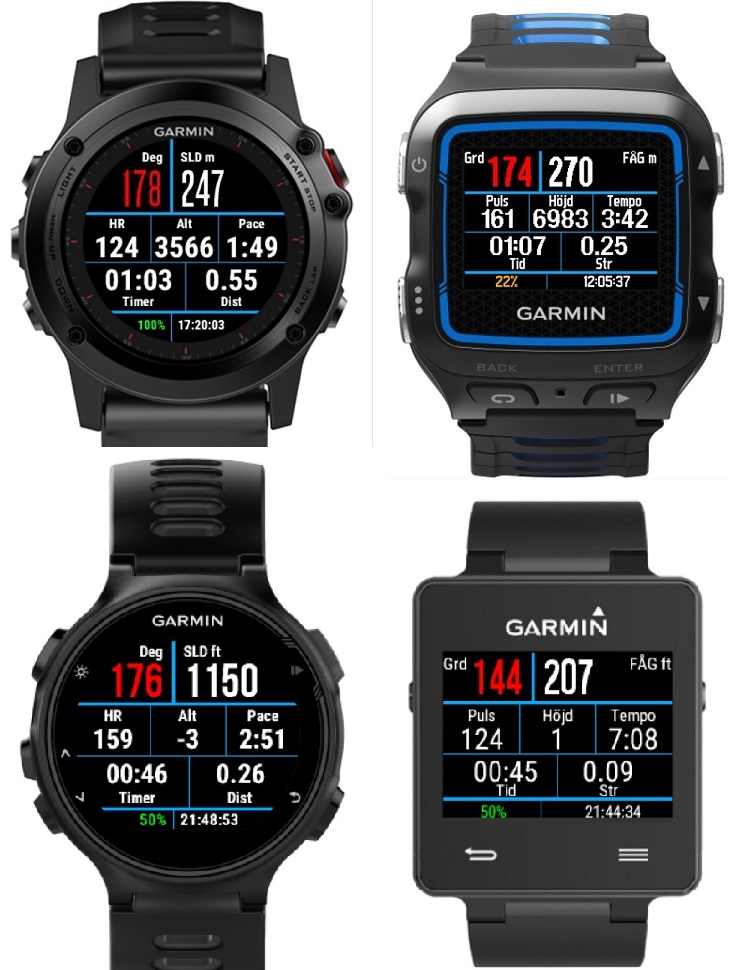 GARMIN
LIGHT
START STOP
Deg SLD m
178 247
HR Alt Pace
124 3566 1:49
01:03 0.55
Timer Dist
DOWN
BACK LAP
100% 17:20:03
Grd 174 270 FÅG m
Puls Höjd Tempo
161 6983 3:42
01:07 0.25
Tid Str
22% 12:05:37
GARMIN
BACK ENTER
GARMIN
Deg SLD ft
176 1150
HR Alt Pace
159 -3 2:51
00:46 0.26
Timer Dist
50% 21:48:53
GARMIN
Grd 144 207 FÅG ft
Puls Höjd Tempo
124 1 7:08
00:45 0.09
Tid Str
50% 21:44:34